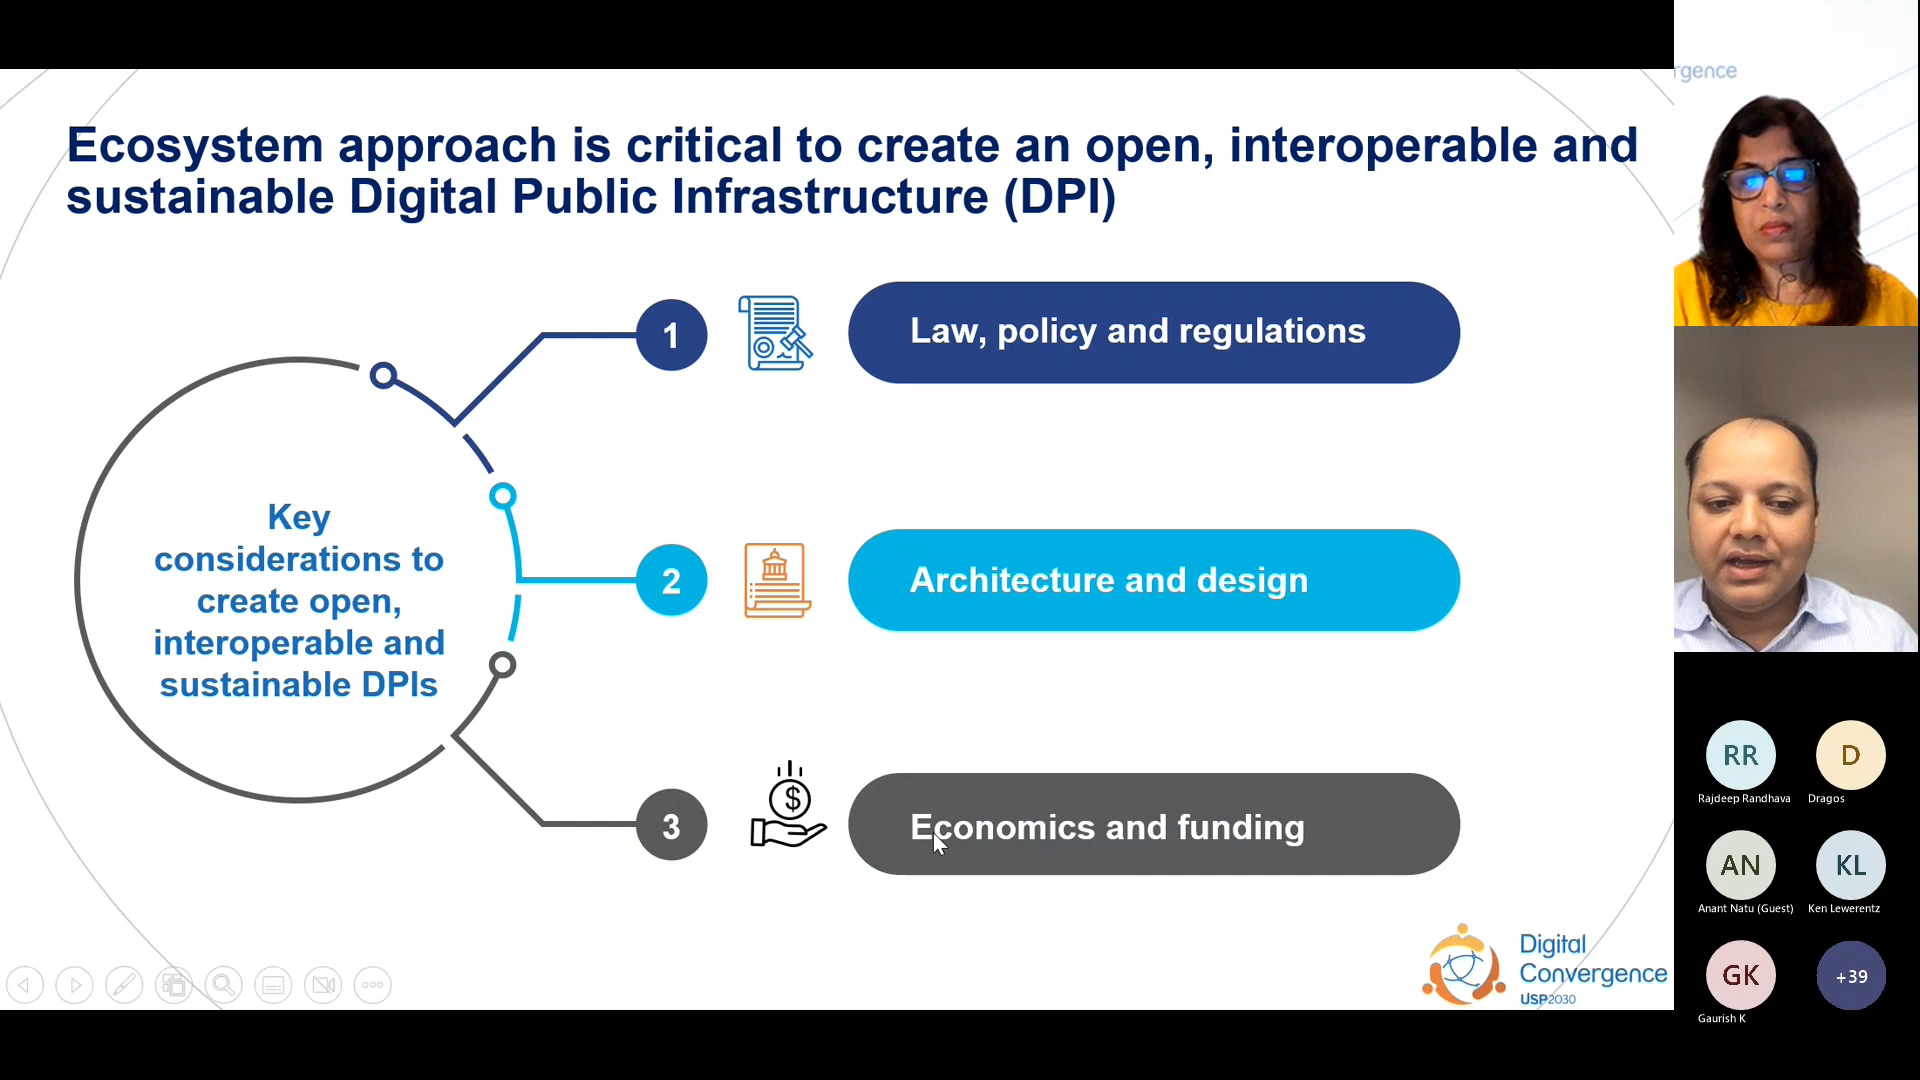 Ecosystem approach is critical to create an open, interoperable and
sustainable Digital Public Infrastructure (DPI)
Key
considerations to
create open,
interoperable and
sustainable DPIs
1
Law, policy and regulations
2
Architecture and design
3
$
Economics and funding
Digital
Convergence
USP2030
rgence
RR
Rajdeep Randhava
D
Dragos
AN
Anant Natu (Guest)
KL
Ken Lewerentz
GK
Gaurish K
+39